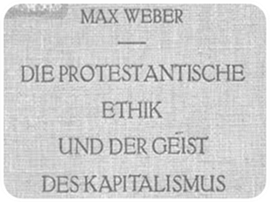 MAX WEBER
DIE PROTESTANTISCHE
ETHIK
UND DER GEIST
DES KAPITALISMUS